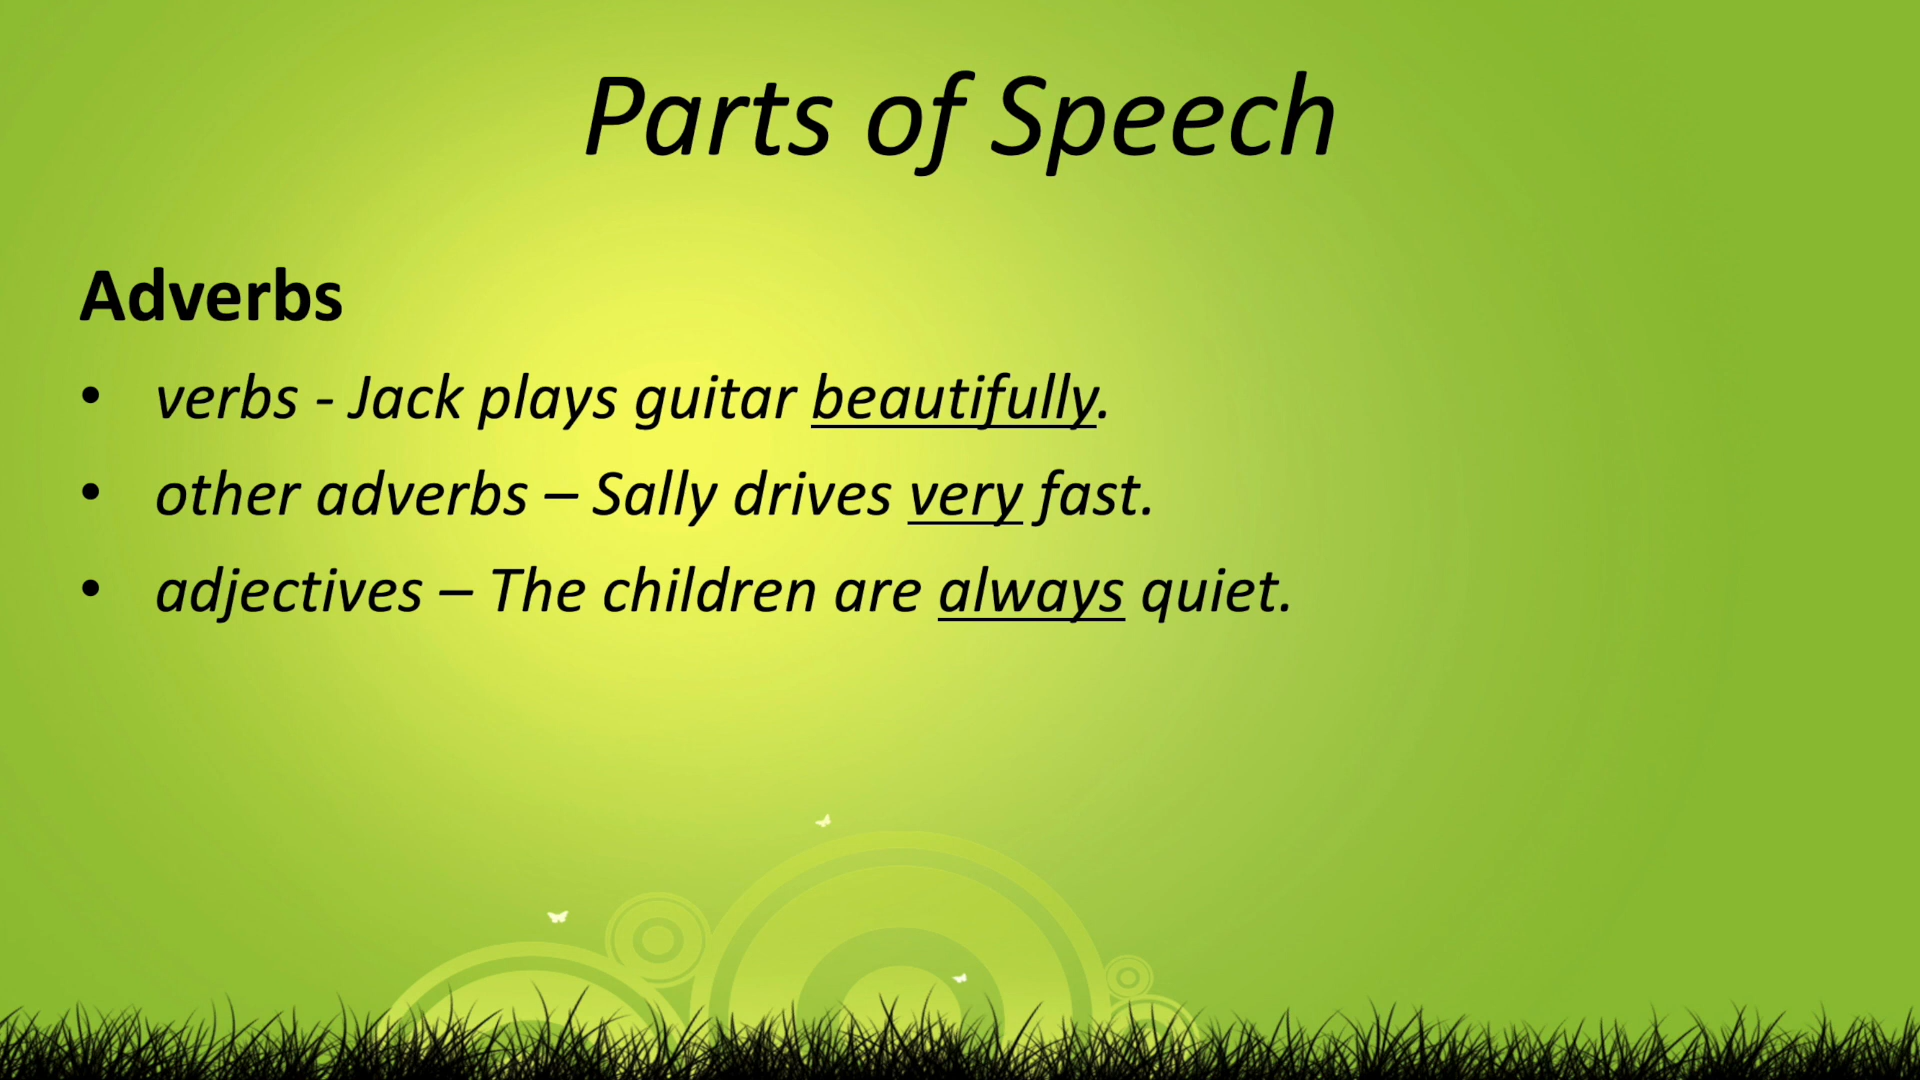 Parts of Speech
Adverbs
• verbs - Jack plays guitar beautifully.
• other adverbs – Sally drives very fast.
• adjectives – The children are always quiet.